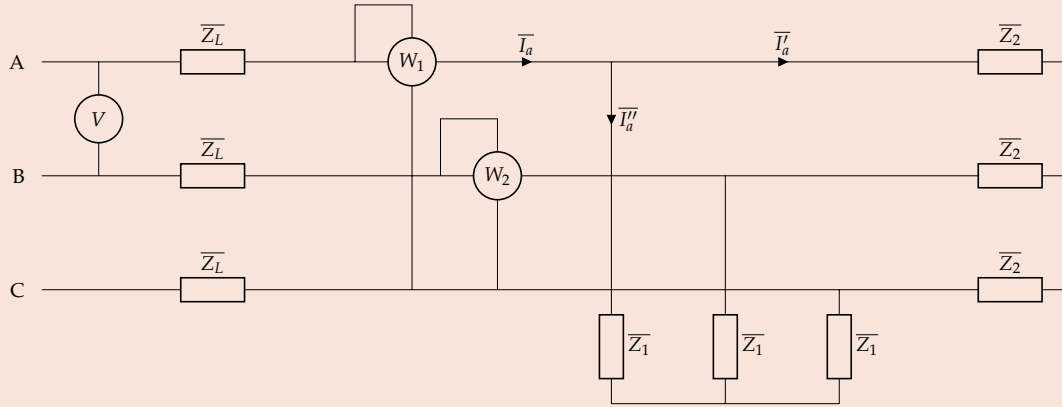 Z_L W_1 I_a I'_a Z_2
A
V I''_a
Z_L Z_2
B W_2
Z_L Z_2
C
Z_1 Z_1 Z_1